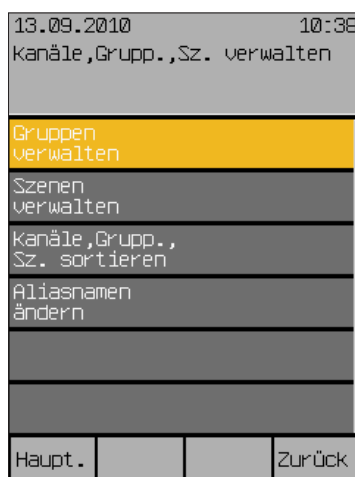 13.09.2010 10:38
Kanäle,Grupp.,Sz. verwalten
Gruppen
verwalten
Szenen
verwalten
Kanäle,Grupp.,
Sz. sortieren
Aliasnamen
ändern
Haupt. Zurück